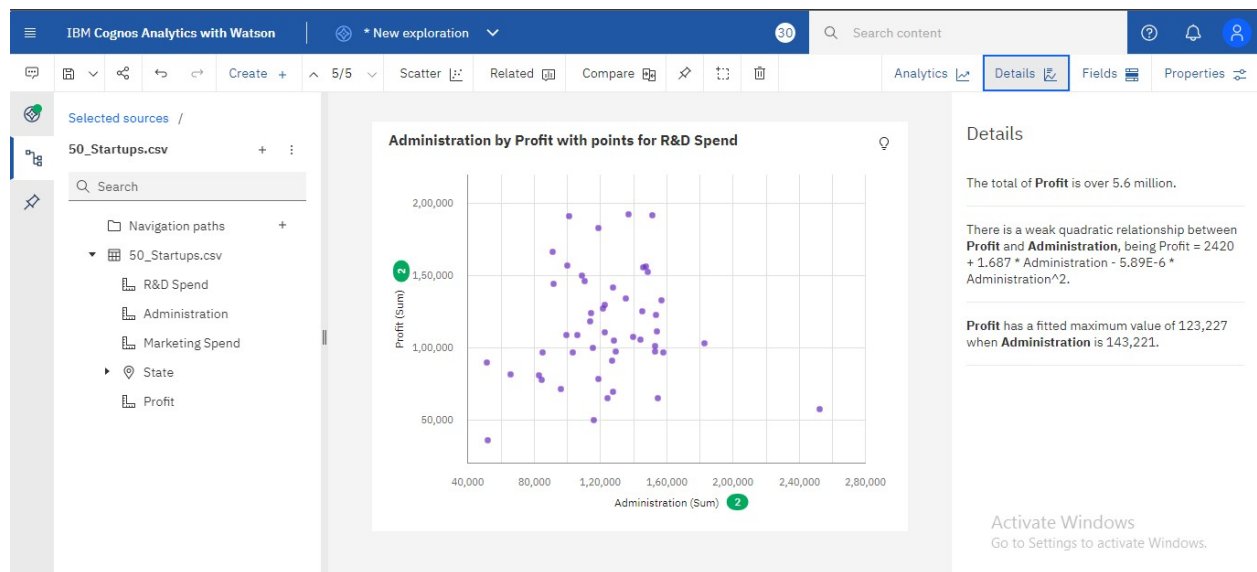 IBM Cognos Analytics with Watson
* New exploration
30
Search content
5/5
Create +
Scatter
Related
Compare
Analytics
Details
Fields
Properties
Selected sources /
50_Startups.csv
Search
Navigation paths
50_Startups.csv
R&D Spend
Administration
Marketing Spend
State
Profit
Administration by Profit with points for R&D Spend
2,00,000
1,50,000
1,00,000
50,000
Profit (Sum) 2
40,000 80,000 1,20,000 1,60,000 2,00,000 2,40,000 2,80,000
Administration (Sum) 2
Details
The total of Profit is over 5.6 million.
There is a weak quadratic relationship between
Profit and Administration, being Profit = 2420
+ 1.687 * Administration - 5.89E-6 *
Administration^2.
Profit has a fitted maximum value of 123,227
when Administration is 143,221.
Activate Windows
Go to Settings to activate Windows.